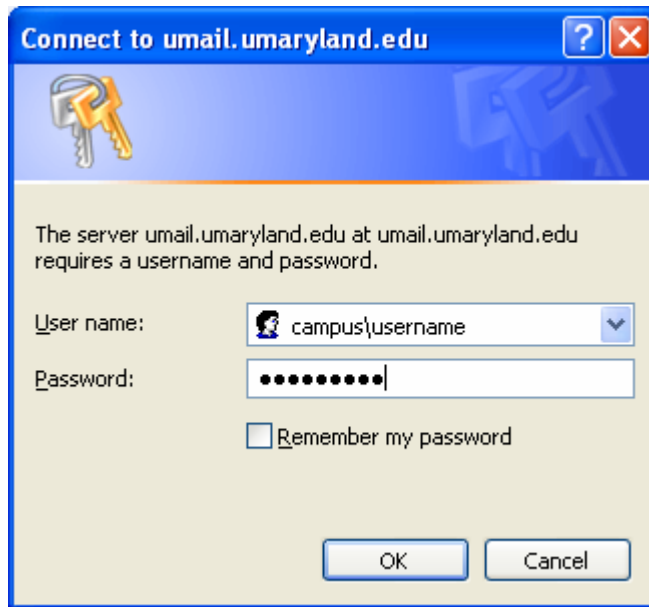 Connect to umail.umaryland.edu
The server umail.umaryland.edu at umail.umaryland.edu
requires a username and password.
User name:
campus\username
Password:
●●●●●●●●●
Remember my password
OK
Cancel